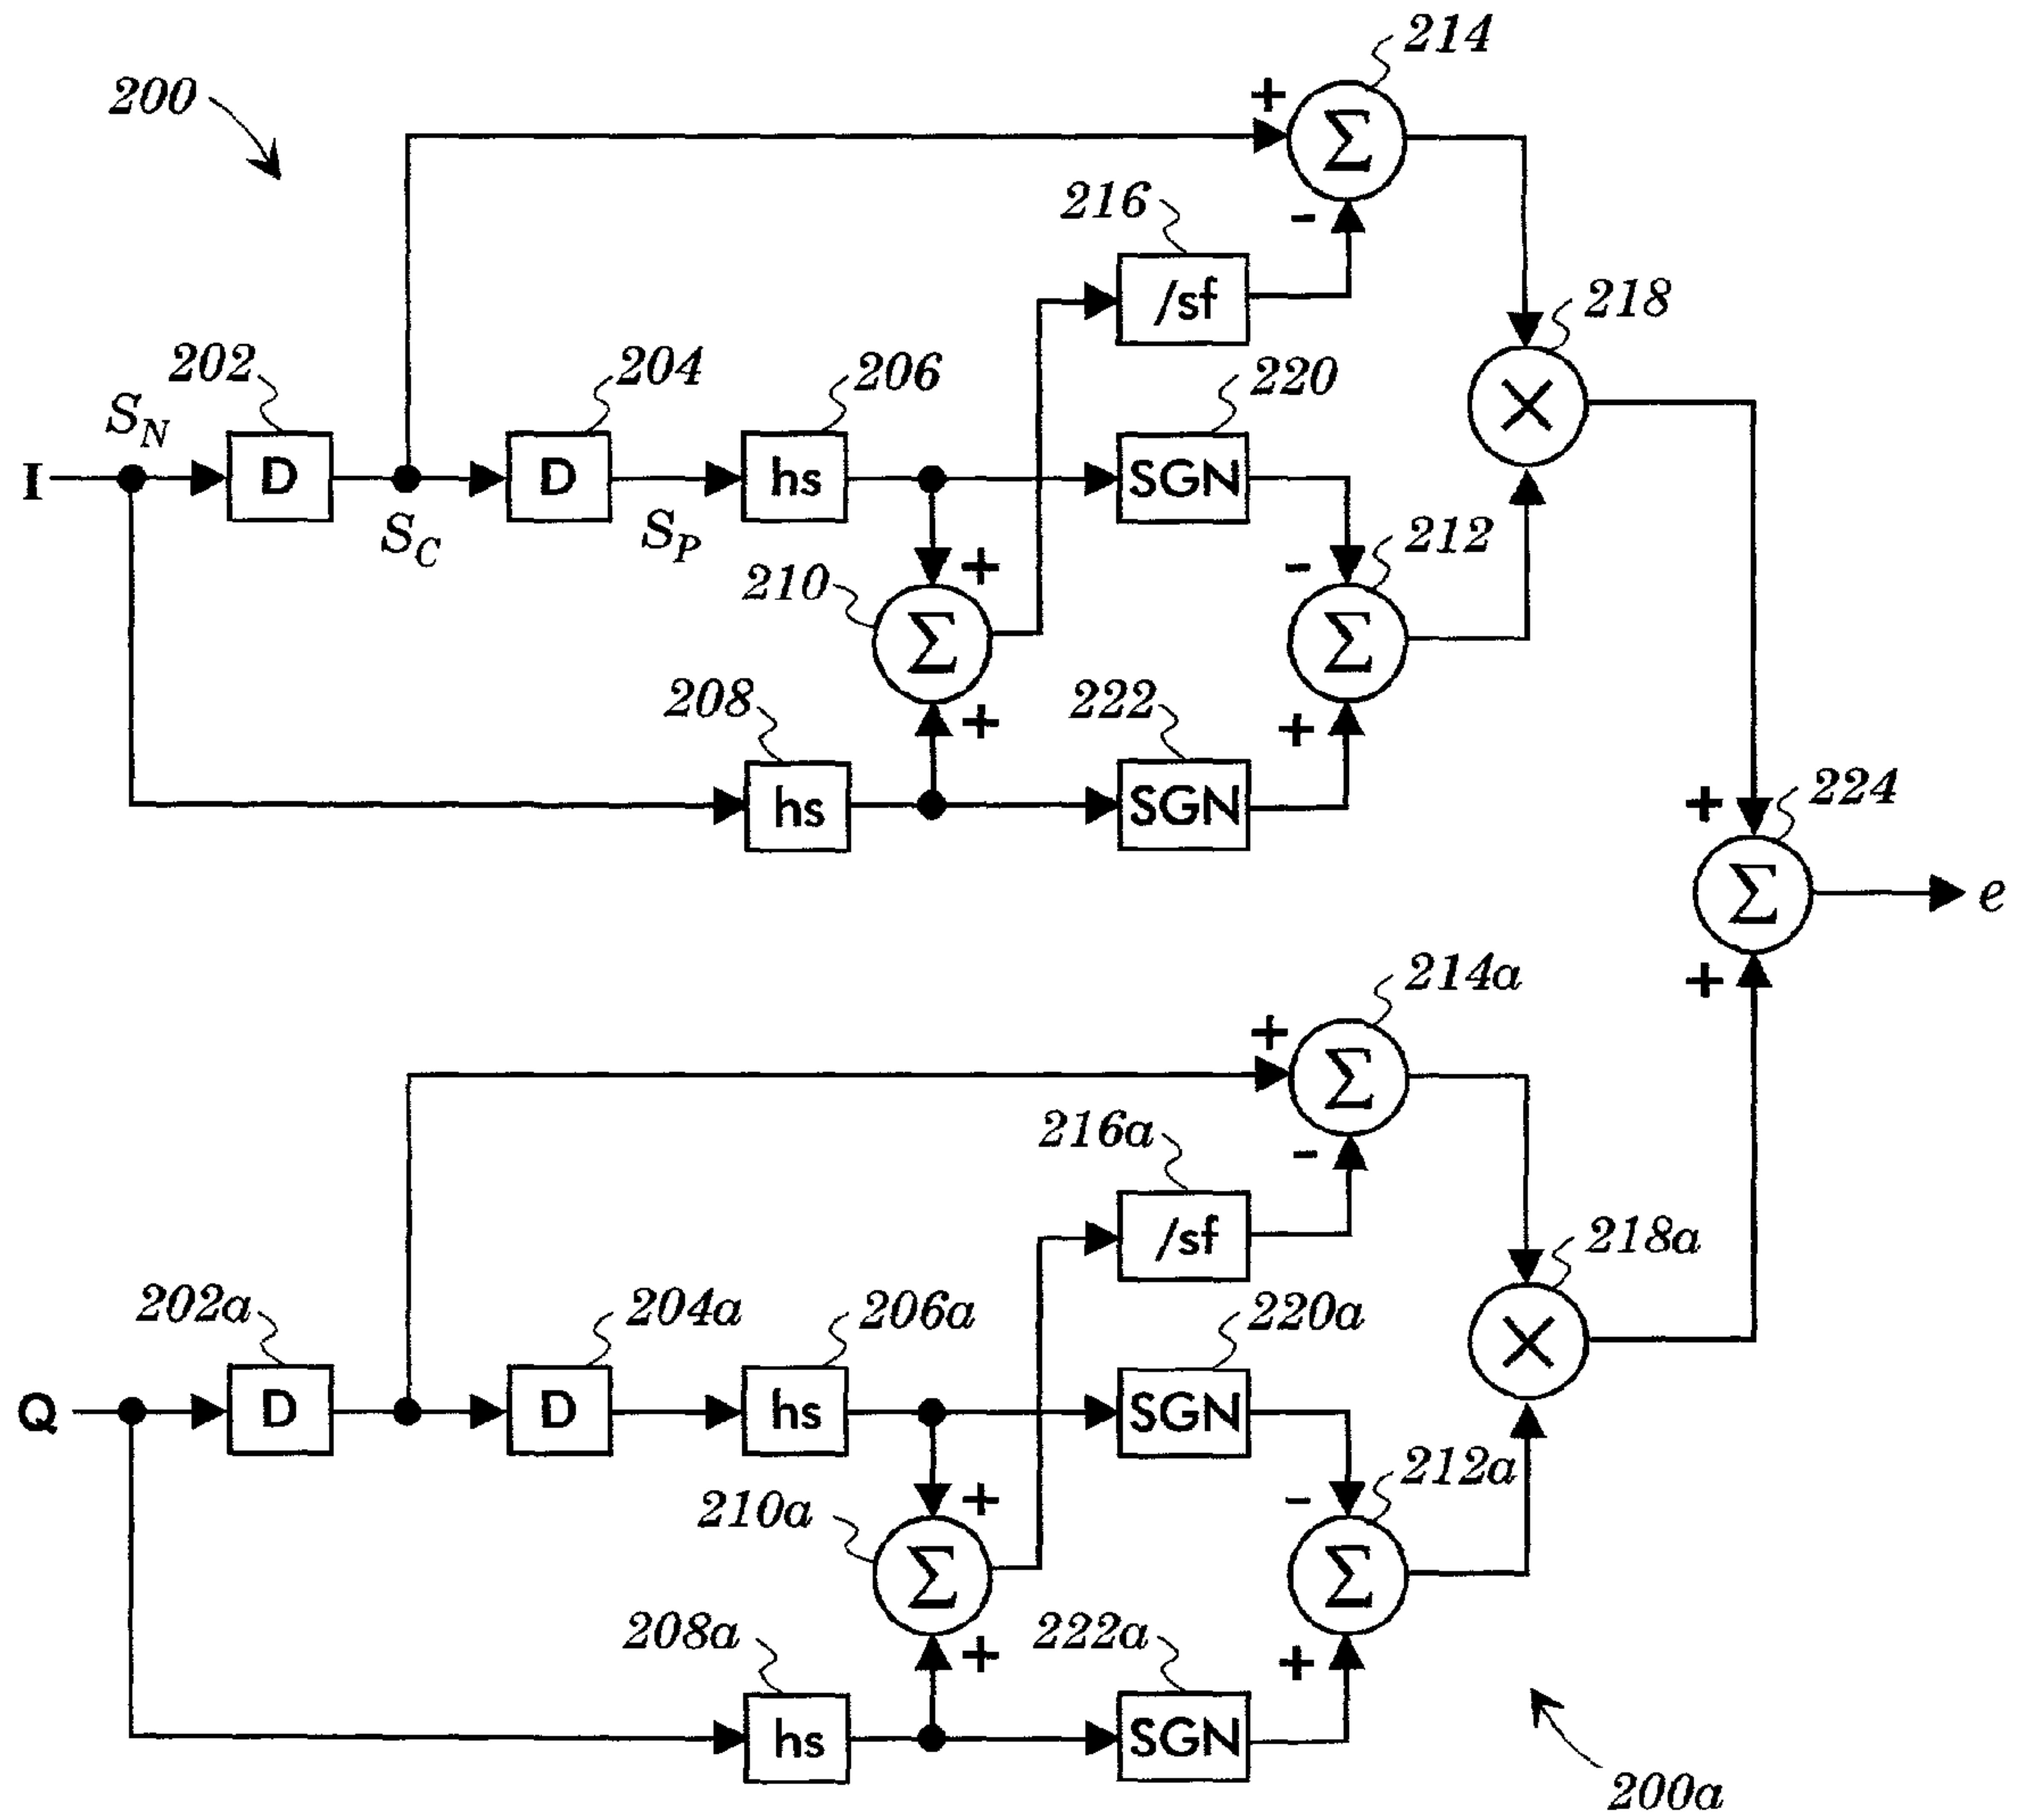 214
200
+
Σ
216
-
/sf
218
202
204
206
220
×
S_N
I
D
D
hs
SGN
S_C
S_P
212
+
-
210
Σ
Σ
208
222
+
+
hs
SGN
224
+
Σ
e
+
214a
+
Σ
216a
-
/sf
218a
202a
204a
206a
220a
×
Q
D
D
hs
SGN
212a
+
-
210a
Σ
Σ
208a
222a
+
+
hs
SGN
200a